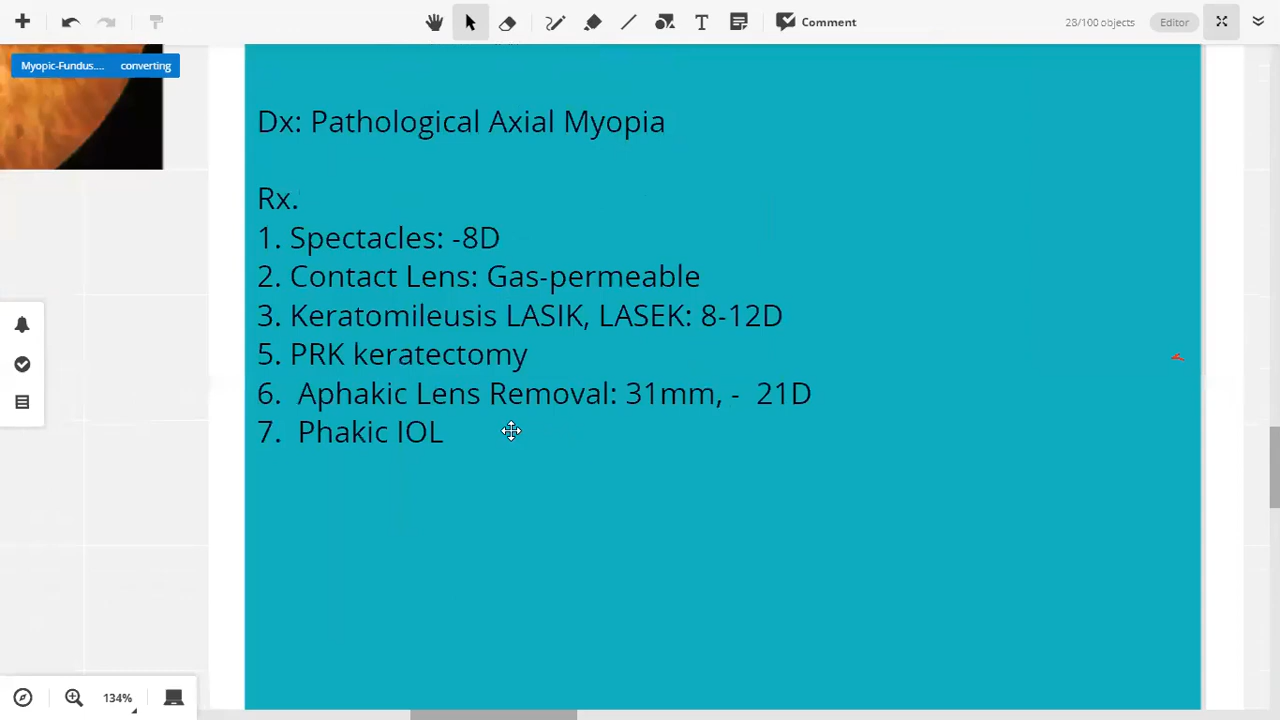 Comment
28/100 objects
Editor
Myopic-Fundus.... converting
Dx: Pathological Axial Myopia
Rx.
1. Spectacles: -8D
2. Contact Lens: Gas-permeable
3. Keratomileusis LASIK, LASEK: 8-12D
5. PRK keratectomy
6.  Aphakic Lens Removal: 31mm, -  21D
7.  Phakic IOL
134%